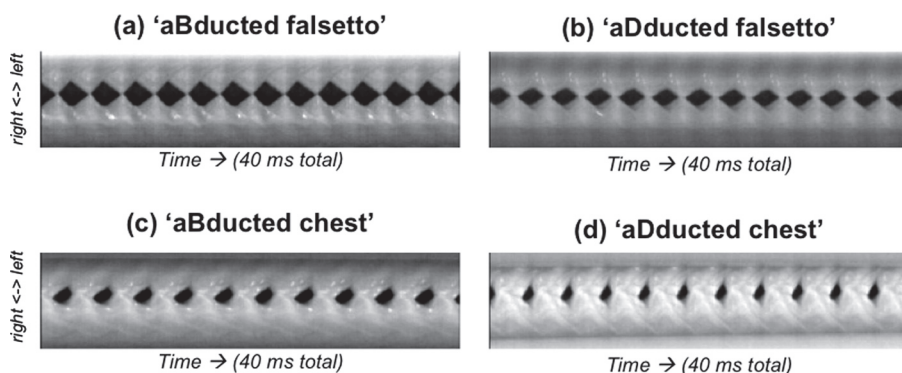 (a) ‘aBducted falsetto’
(b) ‘aDducted falsetto’
right <-> left
Time → (40 ms total)
Time → (40 ms total)
(c) ‘aBducted chest’
(d) ‘aDducted chest’
right <-> left
Time → (40 ms total)
Time → (40 ms total)